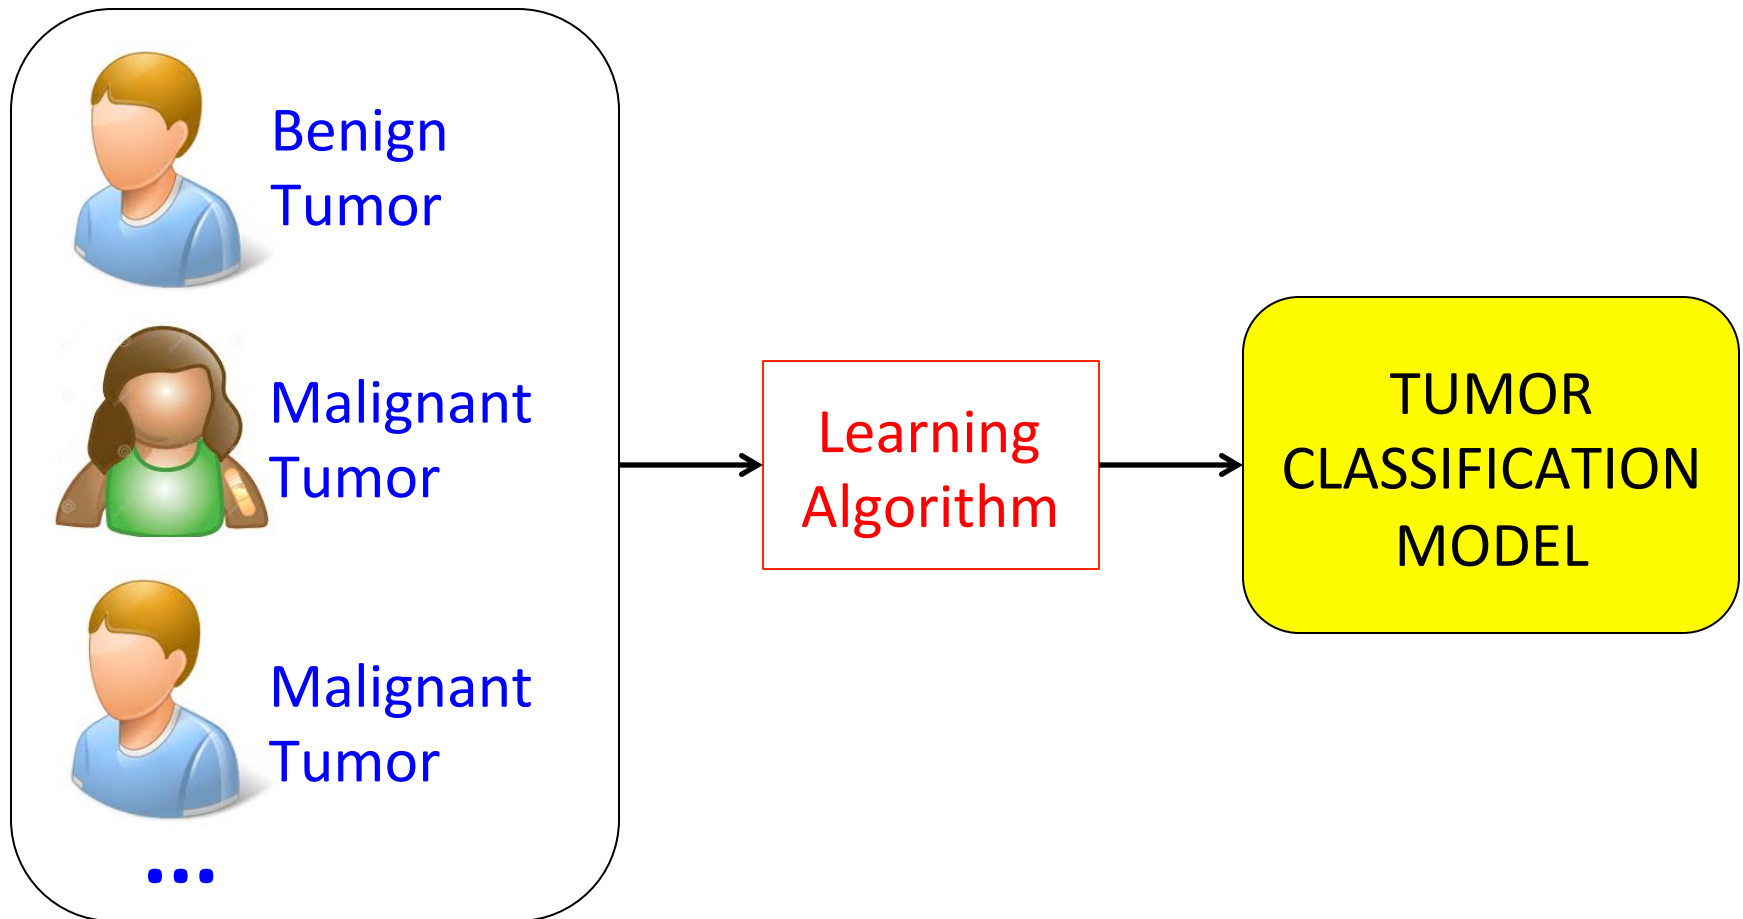 Benign
Tumor
Malignant
Tumor
Malignant
Tumor
...
Learning
Algorithm
TUMOR
CLASSIFICATION
MODEL